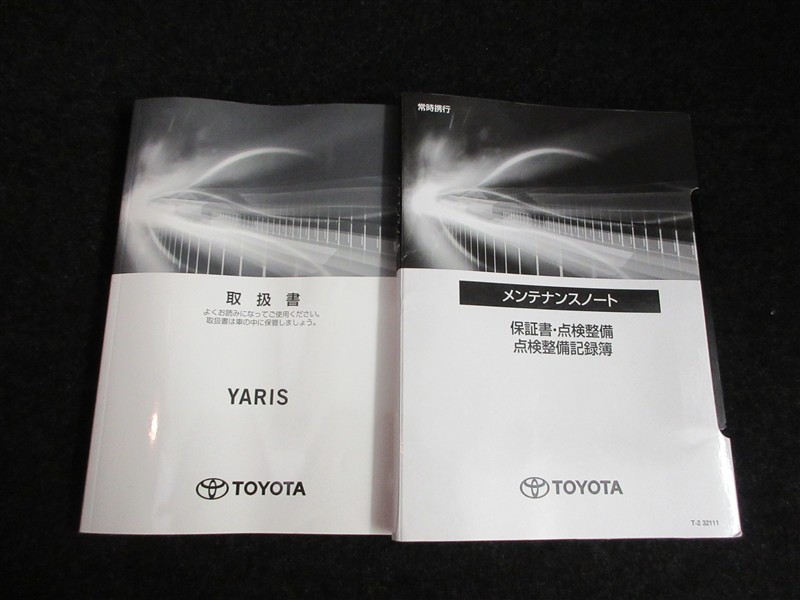 取扱書
よくお読みになってご使用ください。
取扱書は車の中に保管しましょう。
YARIS
TOYOTA
常時携行
メンテナンスノート
保証書・点検整備
点検整備記録簿
TOYOTA
T-2 32111